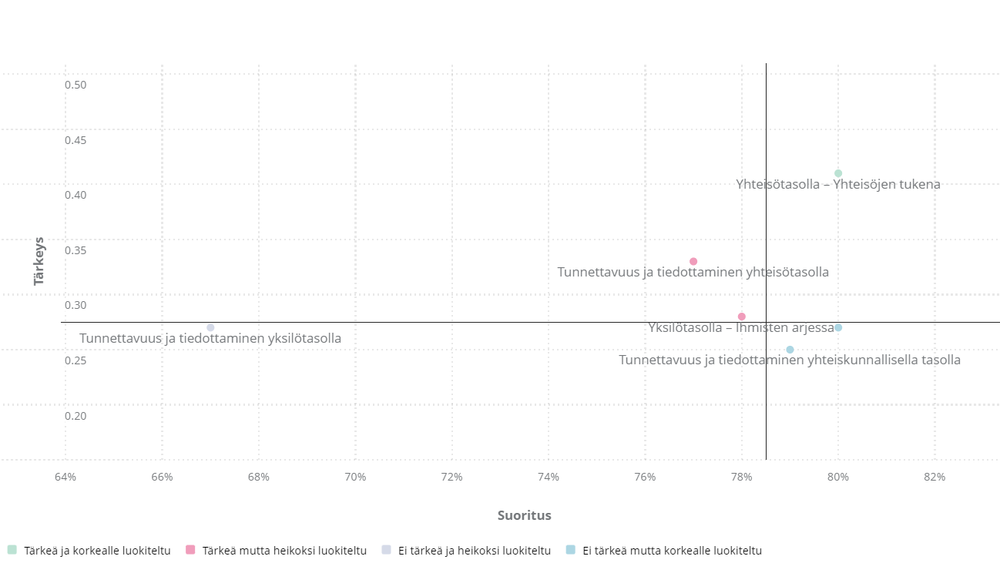 0.50
0.45
Yhteisötasolla – Yhteisöjen tukena
0.40
0.35
Tärkeys
Tunnettavuus ja tiedottaminen yhteisötasolla
0.30
Yksilötasolla – Ihmisten arjessa
Tunnettavuus ja tiedottaminen yksilötasolla
0.25
Tunnettavuus ja tiedottaminen yhteiskunnallisella tasolla
0.20
64% 66% 68% 70% 72% 74% 76% 78% 80% 82%
Suoritus
Tärkeä ja korkealle luokiteltu Tärkeä mutta heikoksi luokiteltu Ei tärkeä ja heikoksi luokiteltu Ei tärkeä mutta korkealle luokiteltu